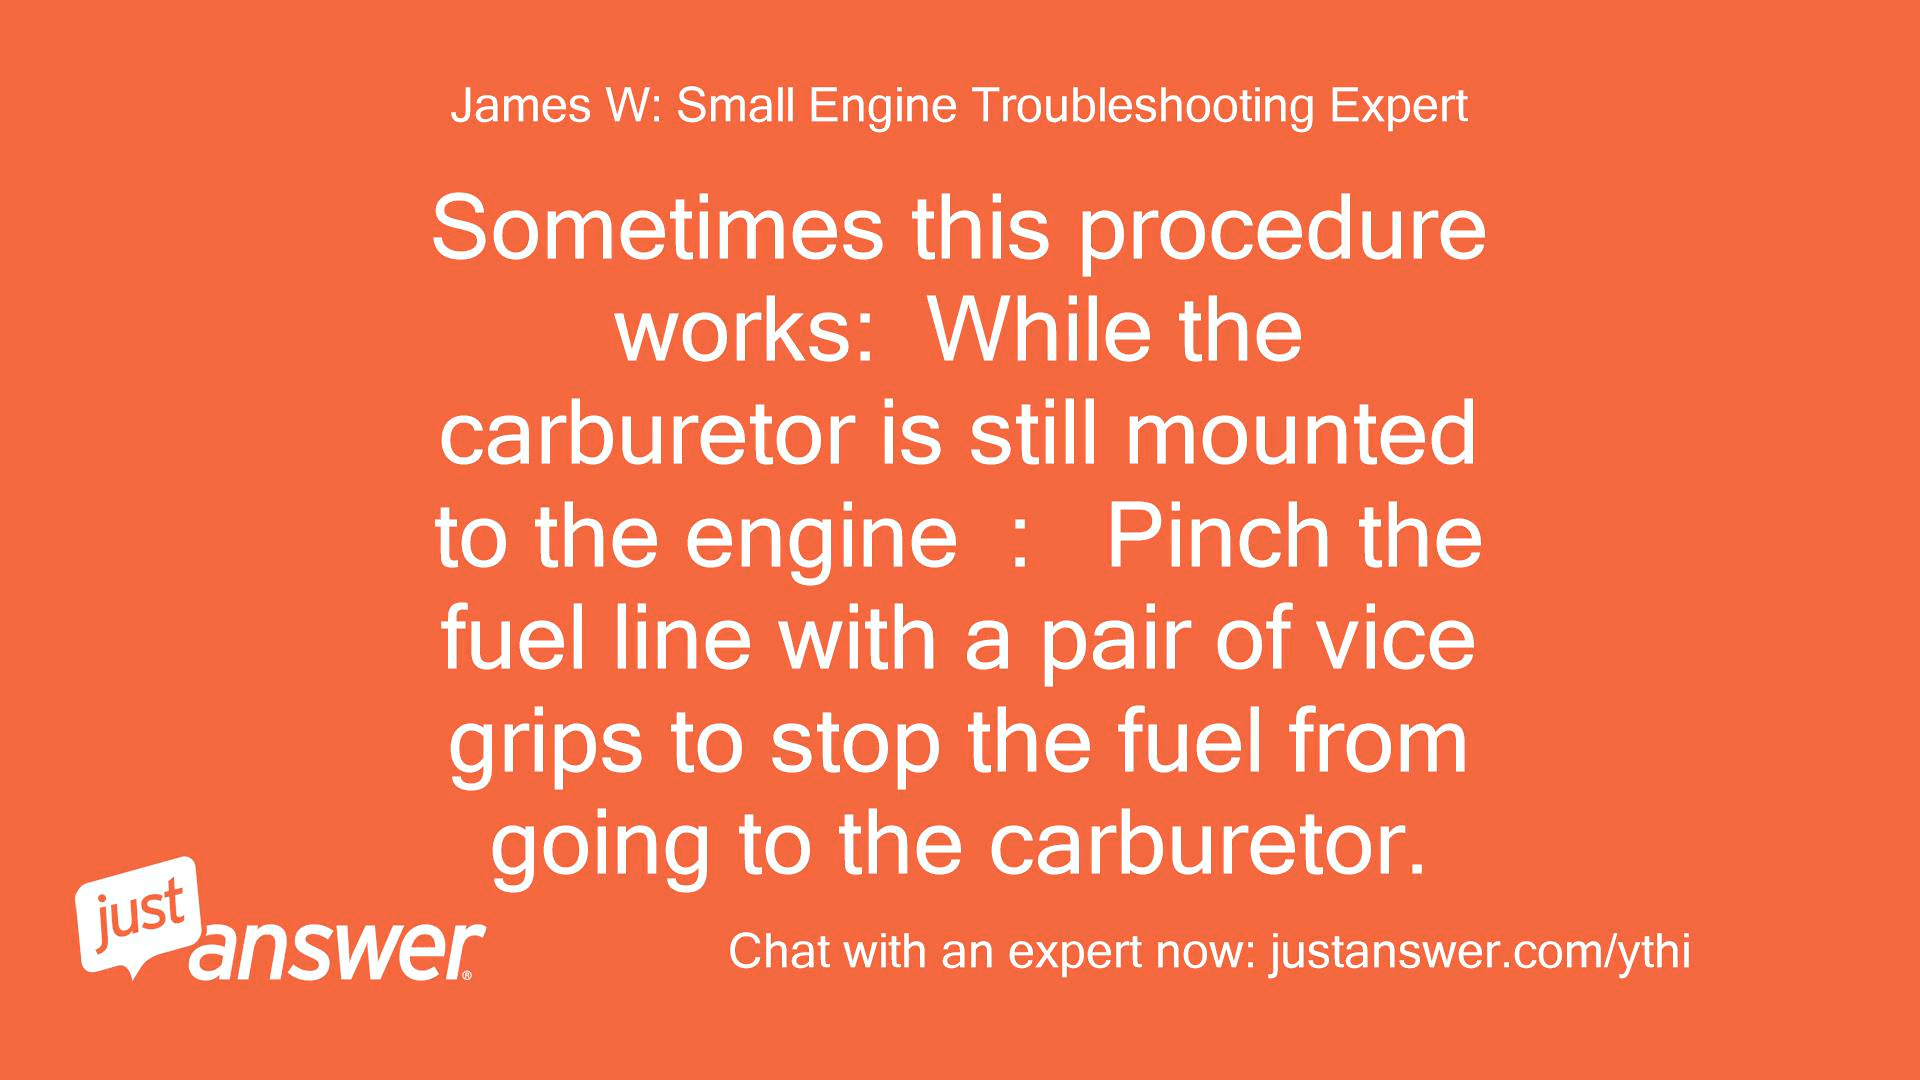 James W: Small Engine Troubleshooting Expert
Sometimes this procedure
works:  While the
carburetor is still mounted
to the engine  :   Pinch the
fuel line with a pair of vice
grips to stop the fuel from
going to the carburetor.
just
answer®
Chat with an expert now: justanswer.com/ythi